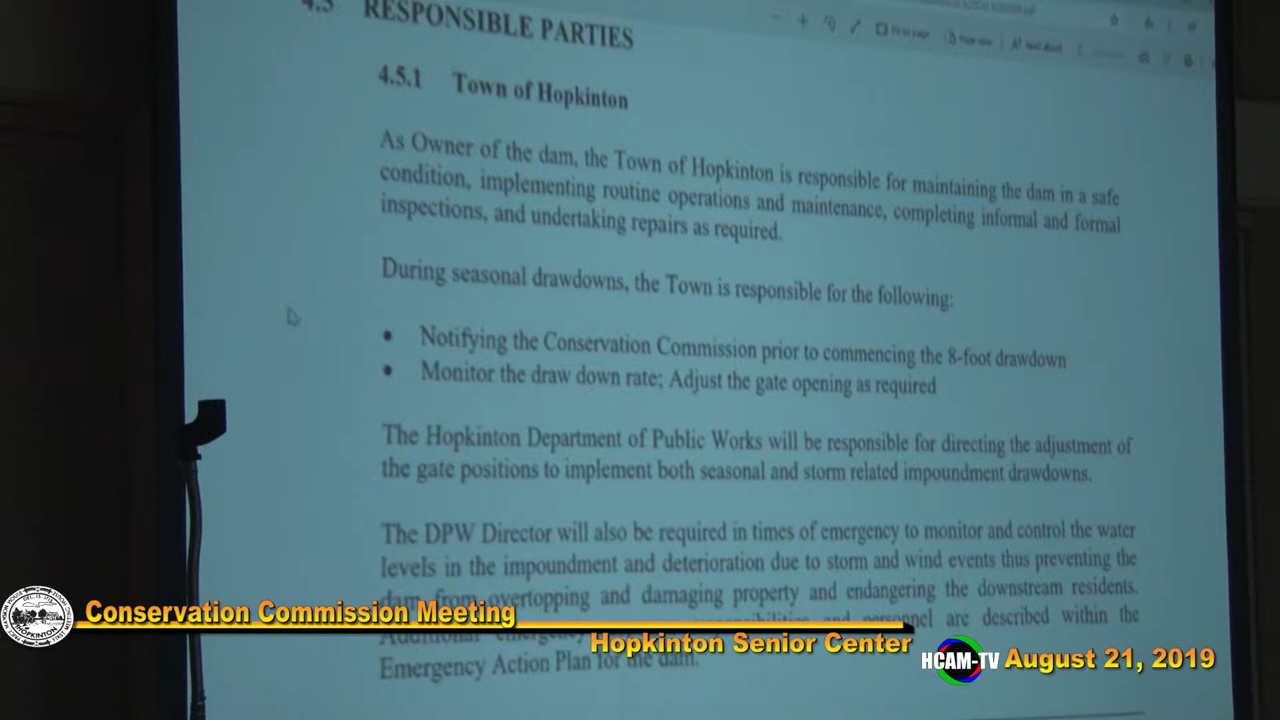 4.5 RESPONSIBLE PARTIES
4.5.1 Town of Hopkinton
As Owner of the dam, the Town of Hopkinton is responsible for maintaining the dam in a safe
condition, implementing routine operations and maintenance, completing informal and formal
inspections, and undertaking repairs as required.
During seasonal drawdowns, the Town is responsible for the following:
• Notifying the Conservation Commission prior to commencing the 8-foot drawdown
• Monitor the draw down rate; Adjust the gate opening as required
The Hopkinton Department of Public Works will be responsible for directing the adjustment of
the gate positions to implement both seasonal and storm related impoundment drawdowns.
The DPW Director will also be required in times of emergency to monitor and control the water
levels in the impoundment and deterioration due to storm and wind events thus preventing the
dam from overtopping and damaging property and endangering the downstream residents.
Additional emergency personnel are described within the
Emergency Action Plan for the dam.
Conservation Commission Meeting
Hopkinton Senior Center
HCAM-TV August 21, 2019